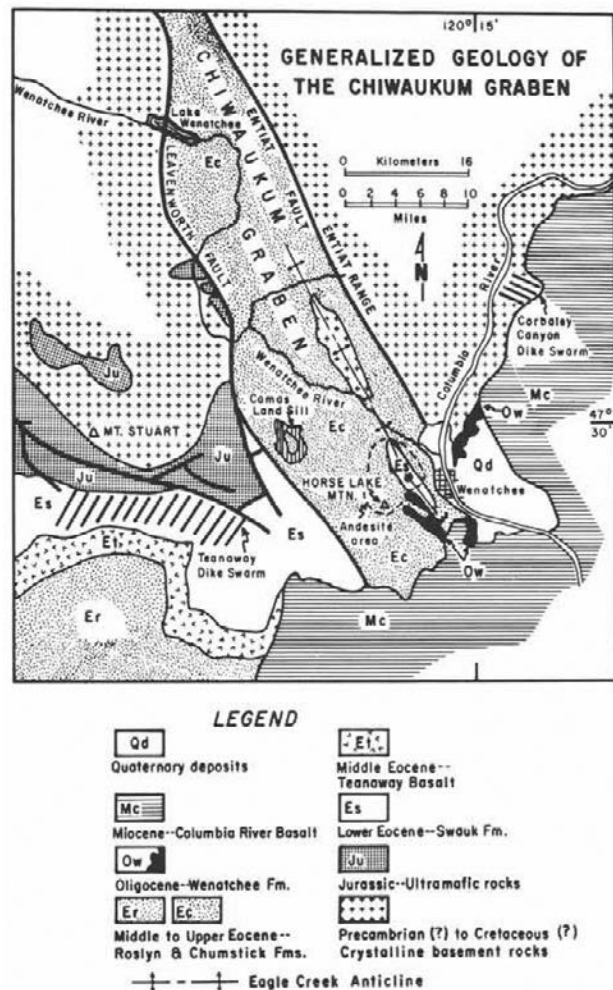 120° 15'
GENERALIZED GEOLOGY OF
THE CHIWAUKUM GRABEN
Wenatchee River
Lake
Wenatchee
CHIWAUKUM
GRABEN
ENTIAT FAULT
ENTIAT RANGE
LEAVENWORTH
FAULT
Ec
0 Kilometers 16
0 2 4 6 8 10
Miles
N
Columbia River
Corbaley
Canyon
Dike Swarm
Mc
Ow
47°
30'
Ju
Wenatchee River
Camas
Land Sill
Ec
MT. STUART
Ju
Ju
Es
Es
Qd
Wenatchee
HORSE LAKE
MTN.
Andesite
area
Es
Es
Et
Teanaway
Dike Swarm
Ec
Ow
Er
Mc
LEGEND
Qd
Quaternary deposits
Et
Middle Eocene--
Teanaway Basalt
Mc
Miocene--Columbia River Basalt
Es
Lower Eocene--Swauk Fm.
Ow
Oligocene--Wenatchee Fm.
Ju
Jurassic--Ultramafic rocks
Er Ec
Middle to Upper Eocene--
Roslyn & Chumstick Fms.
Precambrian (?) to Cretaceous (?)
Crystalline basement rocks
Eagle Creek Anticline